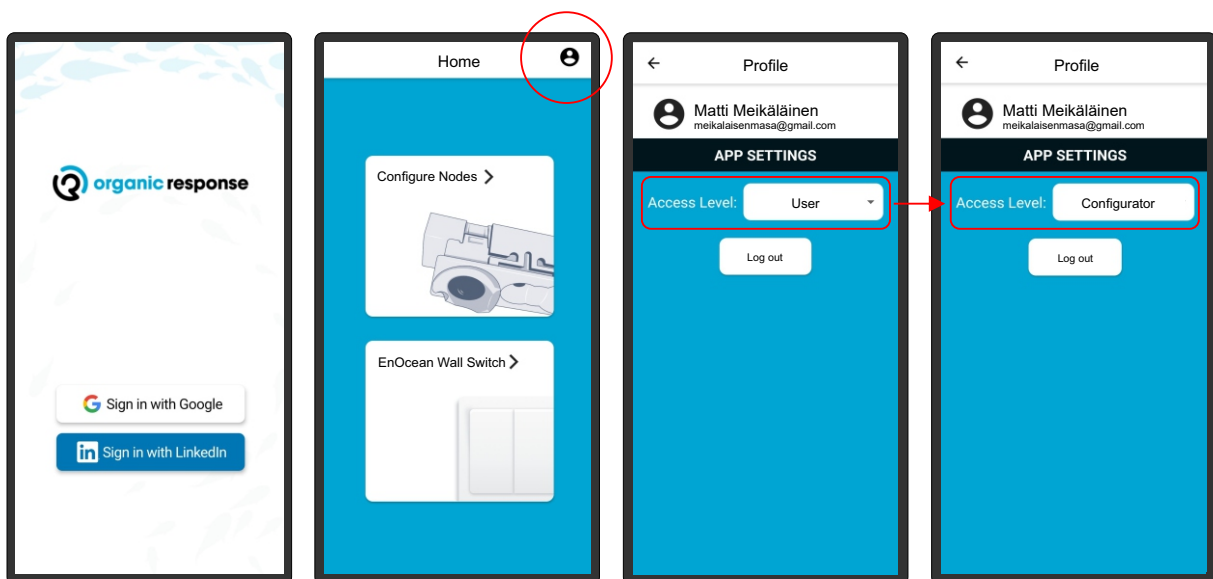 organic response
Sign in with Google
in Sign in with LinkedIn
Home
Configure Nodes
EnOcean Wall Switch
Profile
Matti Meikäläinen
meikalaisenmasa@gmail.com
APP SETTINGS
Access Level: User
Log out
Profile
Matti Meikäläinen
meikalaisenmasa@gmail.com
APP SETTINGS
Access Level: Configurator
Log out